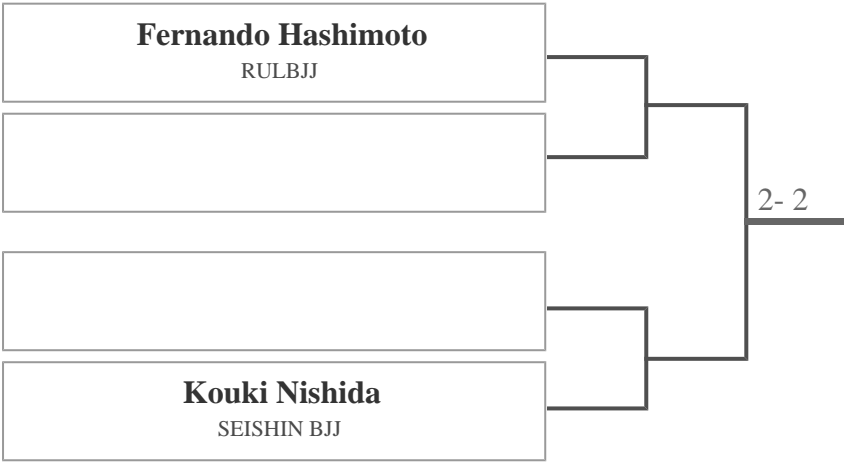 Fernando Hashimoto
RULBJJ
2- 2
Kouki Nishida
SEISHIN BJJ